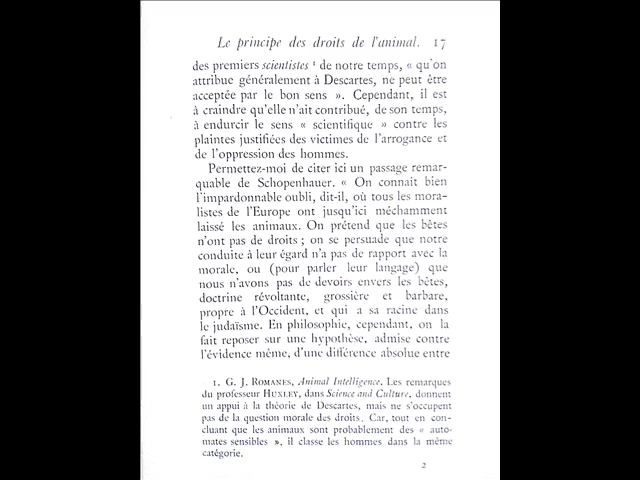 Le principe des droits de l'animal. 17
des premiers scientistes ¹ de notre temps, « qu'on
attribue généralement à Descartes, ne peut être
acceptée par le bon sens ». Cependant, il est
à craindre qu'elle n'ait contribué, de son temps,
à endurcir le sens « scientifique » contre les
plaintes justifiées des victimes de l'arrogance et
de l'oppression des hommes.
Permettez-moi de citer ici un passage remar-
quable de Schopenhauer. « On connaît bien
l'impardonnable oubli, dit-il, où tous les mora-
listes de l'Europe ont jusqu'ici méchamment
laissé les animaux. On prétend que les bêtes
n'ont pas de droits ; on se persuade que notre
conduite à leur égard n'a pas de rapport avec la
morale, ou (pour parler leur langage) que
nous n'avons pas de devoirs envers les bêtes,
doctrine révoltante, grossière et barbare,
propre à l'Occident, et qui a sa racine dans
le judaïsme. En philosophie, cependant, on la
fait reposer sur une hypothèse, admise contre
l'évidence même, d'une différence absolue entre
1. G. J. ROMANES, Animal Intelligence. Les remarques
du professeur HUXLEY, dans Science and Culture, donnent
un appui à la théorie de Descartes, mais ne s'occupent
pas de la question morale des droits. Car, tout en con-
cluant que les animaux sont probablement des « auto-
mates sensibles », il classe les hommes dans la même
catégorie.
2